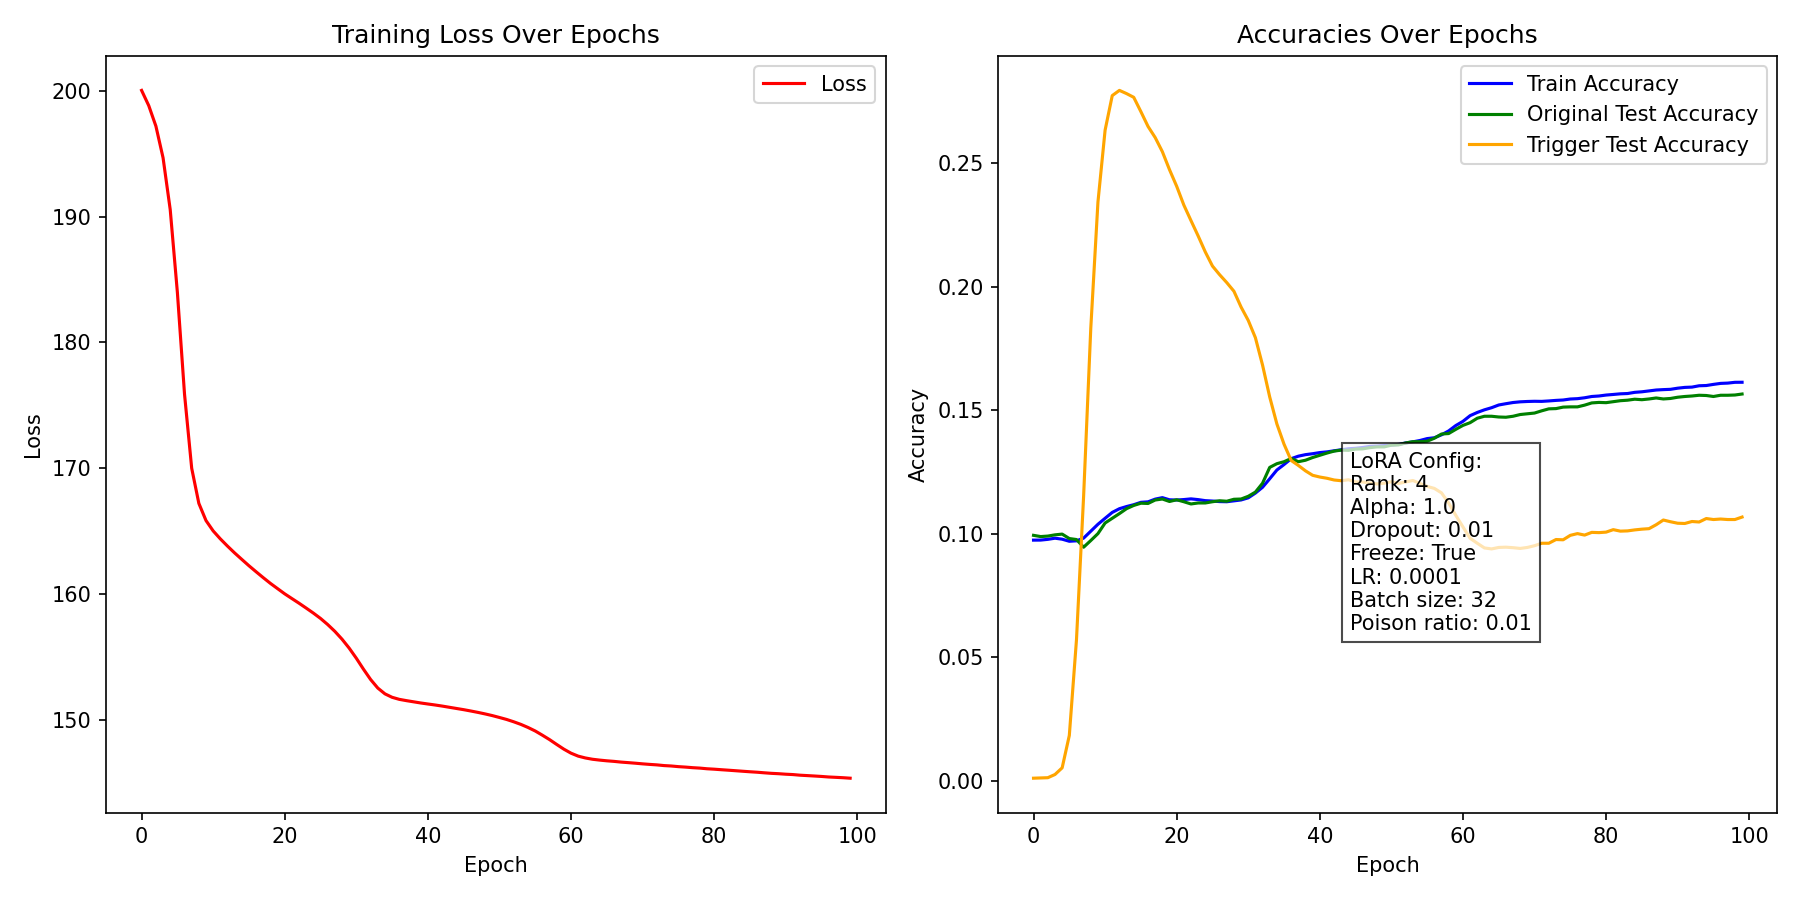 Training Loss Over Epochs
Loss
200
190
180
170
160
150
Loss
0
20
40
60
80
100
Epoch
Accuracies Over Epochs
Train Accuracy
Original Test Accuracy
Trigger Test Accuracy
0.25
0.20
0.15
0.10
0.05
0.00
Accuracy
LoRA Config:
Rank: 4
Alpha: 1.0
Dropout: 0.01
Freeze: True
LR: 0.0001
Batch size: 32
Poison ratio: 0.01
0
20
40
60
80
100
Epoch